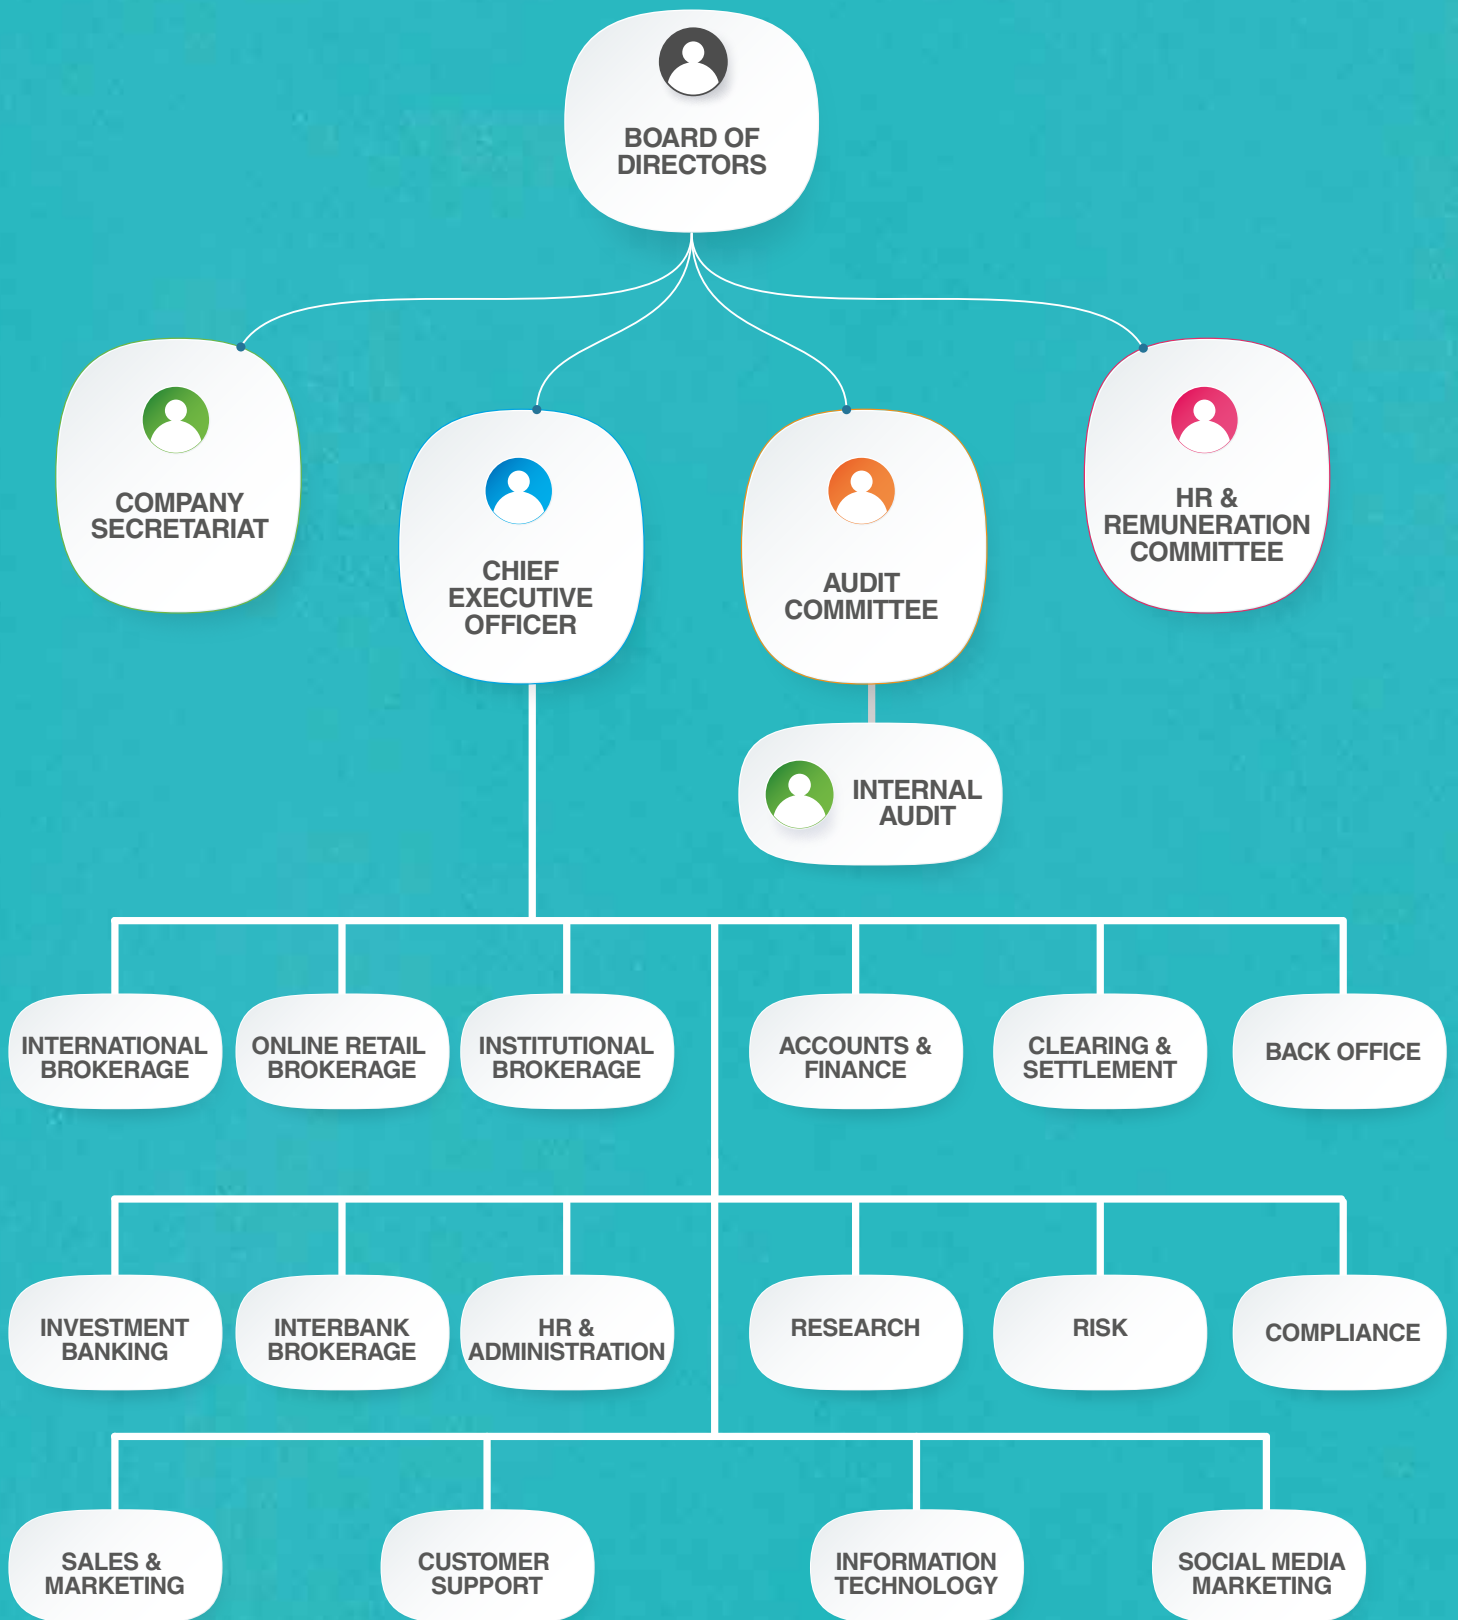 BOARD OF
DIRECTORS
COMPANY
SECRETARIAT
CHIEF
EXECUTIVE
OFFICER
AUDIT
COMMITTEE
HR &
REMUNERATION
COMMITTEE
INTERNAL
AUDIT
INTERNATIONAL
BROKERAGE
ONLINE RETAIL
BROKERAGE
INSTITUTIONAL
BROKERAGE
ACCOUNTS &
FINANCE
CLEARING &
SETTLEMENT
BACK OFFICE
INVESTMENT
BANKING
INTERBANK
BROKERAGE
HR &
ADMINISTRATION
RESEARCH
RISK
COMPLIANCE
SALES &
MARKETING
CUSTOMER
SUPPORT
INFORMATION
TECHNOLOGY
SOCIAL MEDIA
MARKETING